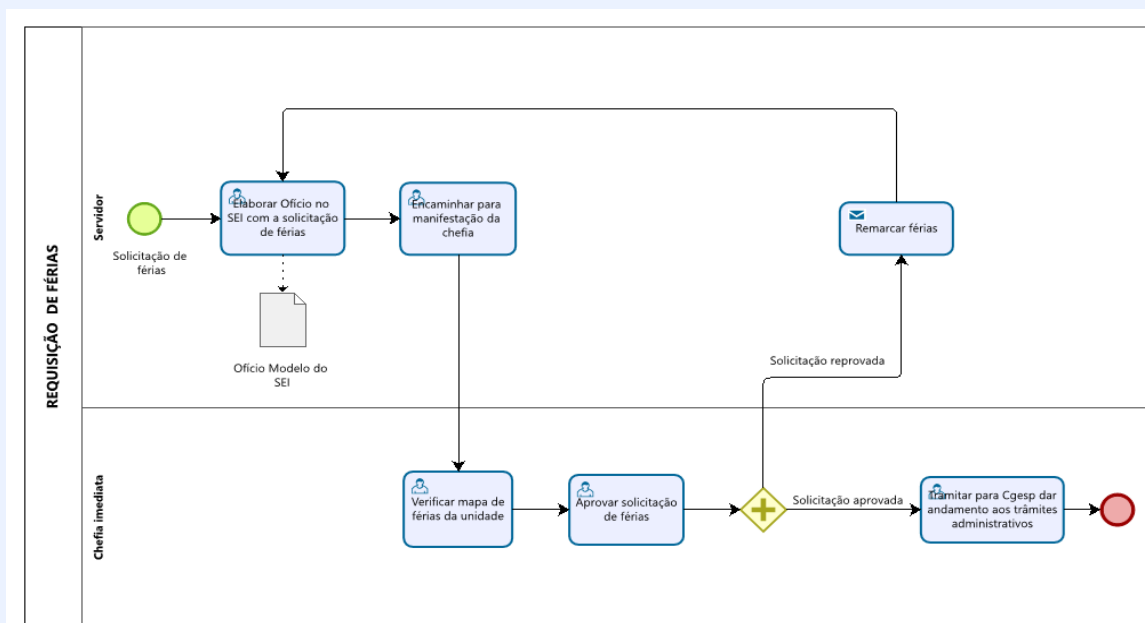 REQUISIÇÃO  DE FÉRIAS
Servidor
Solicitação de
férias
Elaborar Ofício no
SEI com a solicitação
de férias
Ofício Modelo do
SEI
Encaminhar para
manifestação da
chefia
Remarcar férias
Solicitação reprovada
Chefia imediata
Verificar mapa de
férias da unidade
Aprovar solicitação
de férias
Solicitação aprovada
Tramitar para Cgesp dar
andamento aos trâmites
administrativos